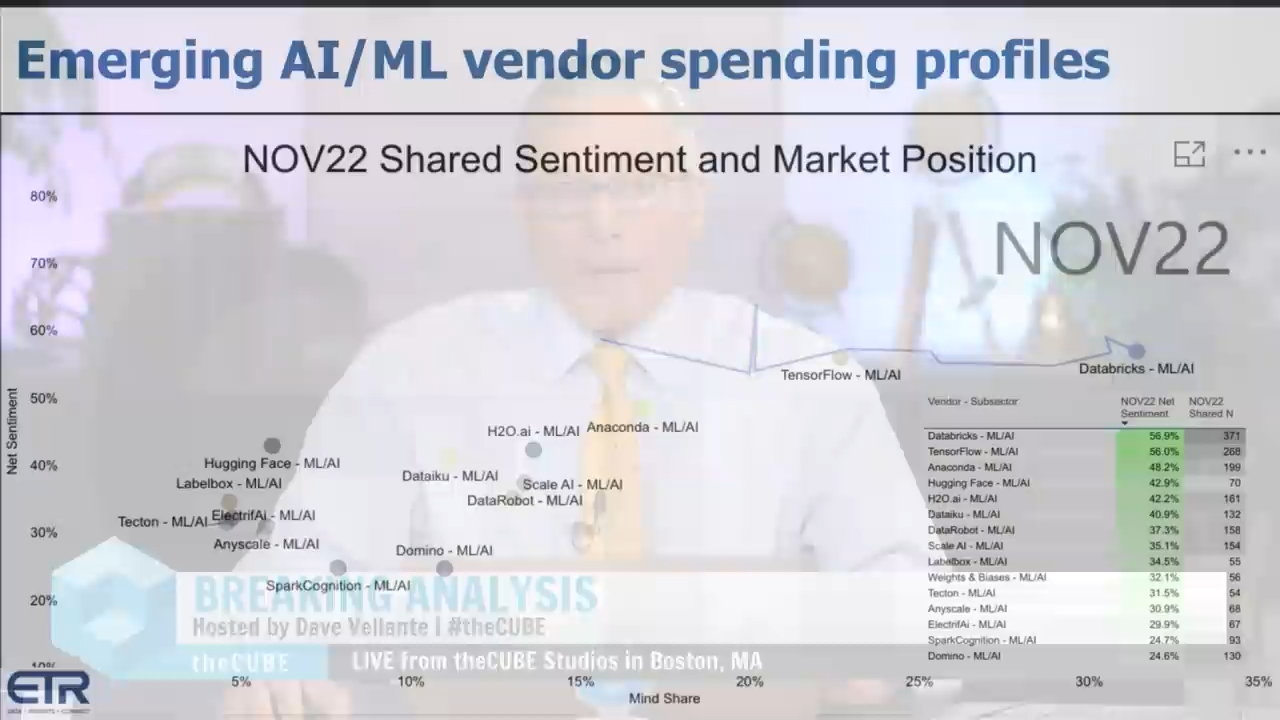 Emerging AI/ML vendor spending profiles
NOV22 Shared Sentiment and Market Position
NOV22
80%
70%
60%
50%
40%
30%
20%
10%
Net Sentiment
TensorFlow - ML/AI
Databricks - ML/AI
H2O.ai - ML/AI
Anaconda - ML/AI
Hugging Face - ML/AI
Labelbox - ML/AI
Dataiku - ML/AI
Scale AI - ML/AI
DataRobot - ML/AI
Tecton - ML/AI
ElectrifAi - ML/AI
Anyscale - ML/AI
Domino - ML/AI
SparkCognition - ML/AI
Vendor - Subsector NOV22 Net Sentiment NOV22 Shared N
Databricks - ML/AI 56.9% 371
TensorFlow - ML/AI 56.0% 268
Anaconda - ML/AI 48.2% 199
Hugging Face - ML/AI 42.9% 70
H2O.ai - ML/AI 42.2% 161
Dataiku - ML/AI 40.9% 132
DataRobot - ML/AI 37.3% 158
Scale AI - ML/AI 35.1% 154
Labelbox - ML/AI 34.5% 55
Weights & Biases - ML/AI 32.1% 56
Tecton - ML/AI 31.5% 54
Anyscale - ML/AI 30.9% 68
ElectrifAi - ML/AI 29.9% 67
SparkCognition - ML/AI 24.7% 93
Domino - ML/AI 24.6% 130
BREAKING ANALYSIS
Hosted by Dave Vellante | #theCUBE
theCUBE LIVE from theCUBE Studios in Boston, MA
5% 10% 15% 20% 25% 30% 35%
Mind Share
ETR